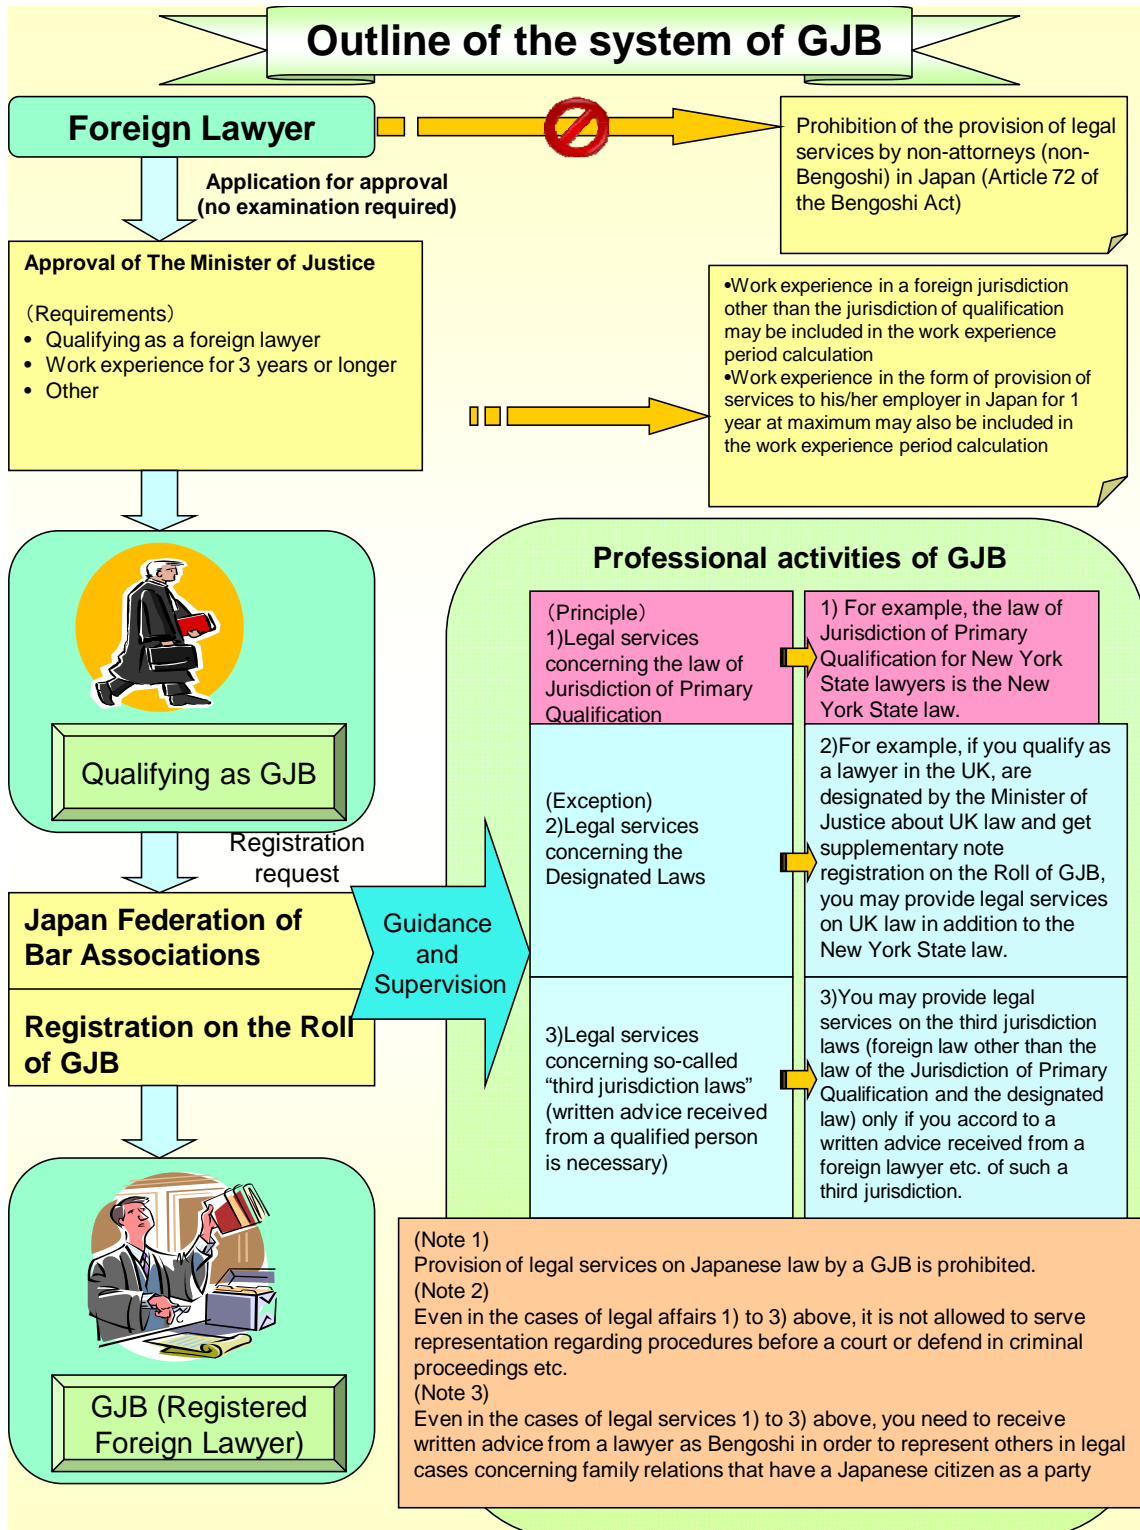 Outline of the system of GJB
Foreign Lawyer
Prohibition of the provision of legal
services by non-attorneys (non-
Bengoshi) in Japan (Article 72 of
the Bengoshi Act)
Application for approval
(no examination required)
Approval of The Minister of Justice
（Requirements）
• Qualifying as a foreign lawyer
• Work experience for 3 years or longer
• Other
•Work experience in a foreign jurisdiction
other than the jurisdiction of qualification
may be included in the work experience
period calculation
•Work experience in the form of provision of
services to his/her employer in Japan for 1
year at maximum may also be included in
the work experience period calculation
Qualifying as GJB
Registration
request
Japan Federation of
Bar Associations
Registration on the Roll
of GJB
Guidance
and
Supervision
GJB (Registered
Foreign Lawyer)
Professional activities of GJB
（Principle）
1)Legal services
concerning the law of
Jurisdiction of Primary
Qualification
1) For example, the law of
Jurisdiction of Primary
Qualification for New York
State lawyers is the New
York State law.
(Exception)
2)Legal services
concerning the
Designated Laws
2)For example, if you qualify as
a lawyer in the UK, are
designated by the Minister of
Justice about UK law and get
supplementary note
registration on the Roll of GJB,
you may provide legal services
on UK law in addition to the
New York State law.
3)Legal services
concerning so-called
“third jurisdiction laws”
(written advice received
from a qualified person
is necessary)
3)You may provide legal
services on the third jurisdiction
laws (foreign law other than the
law of the Jurisdiction of Primary
Qualification and the designated
law) only if you accord to a
written advice received from a
foreign lawyer etc. of such a
third jurisdiction.
(Note 1)
Provision of legal services on Japanese law by a GJB is prohibited.
(Note 2)
Even in the cases of legal affairs 1) to 3) above, it is not allowed to serve
representation regarding procedures before a court or defend in criminal
proceedings etc.
(Note 3)
Even in the cases of legal services 1) to 3) above, you need to receive
written advice from a lawyer as Bengoshi in order to represent others in legal
cases concerning family relations that have a Japanese citizen as a party